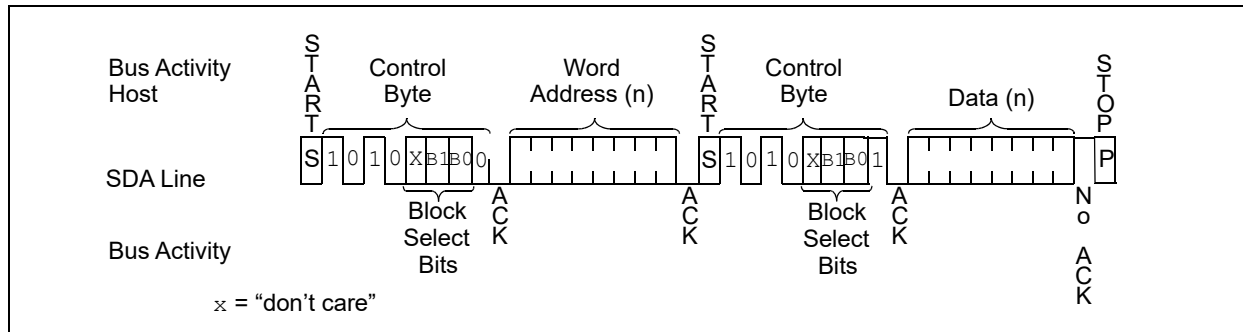 START
START
STOP
Bus Activity
Host
Control
Byte
Word
Address (n)
Control
Byte
Data (n)
SDA Line
S 1 0 1 0 X B1 B0 0
S 1 0 1 0 X B1 B0 1
P
ACK
ACK
ACK
No ACK
Block
Select
Bits
Block
Select
Bits
Bus Activity
x = “don’t care”